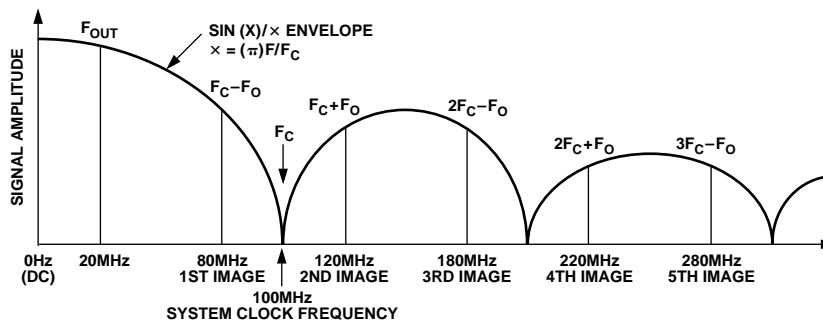 SIGNAL AMPLITUDE
F_OUT
SIN (X)/× ENVELOPE
× = (π)F/F_C
F_C–F_O
F_C
F_C+F_O
2F_C–F_O
2F_C+F_O
3F_C–F_O
0Hz
(DC)
20MHz
80MHz
1ST IMAGE
100MHz
SYSTEM CLOCK FREQUENCY
120MHz
2ND IMAGE
180MHz
3RD IMAGE
220MHz
4TH IMAGE
280MHz
5TH IMAGE